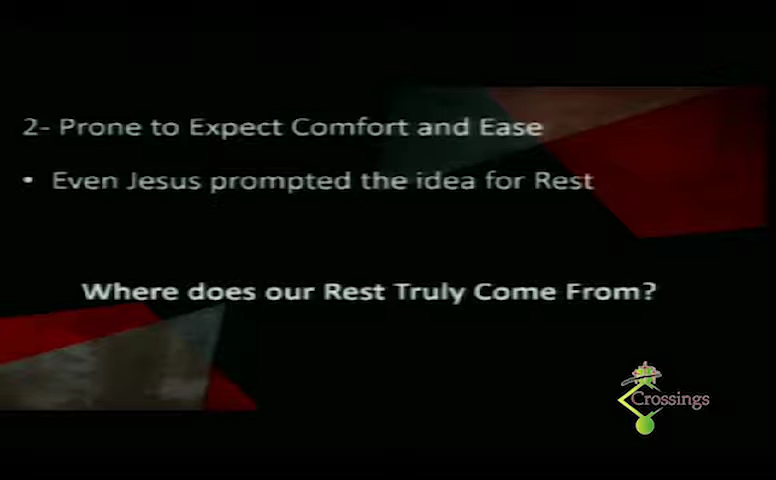 2- Prone to Expect Comfort and Ease
• Even Jesus prompted the idea for Rest
Where does our Rest Truly Come From?
Crossings